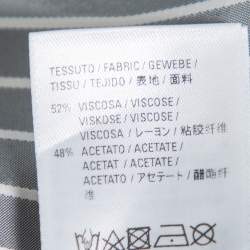 TESSUTO / FABRIC / GEWEBE /
TISSU / TEJIDO / 表地 / 面料
52% VISCOSA / VISCOSE /
VISKOSE / VISCOSE /
VISCOSA / レーヨン / 粘胶纤维
48% ACETATO / ACETATE /
ACETAT / ACETATE /
ACETATO / アセテート / 醋酯纤维